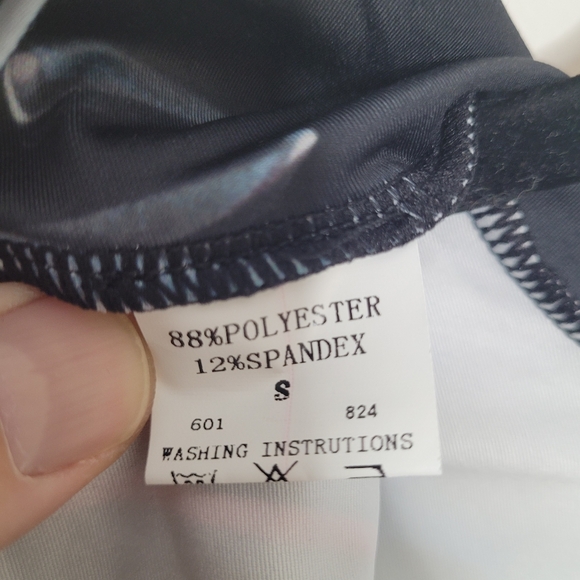 88%POLYESTER
12%SPANDEX
S
601 824
WASHING INSTRUTIONS